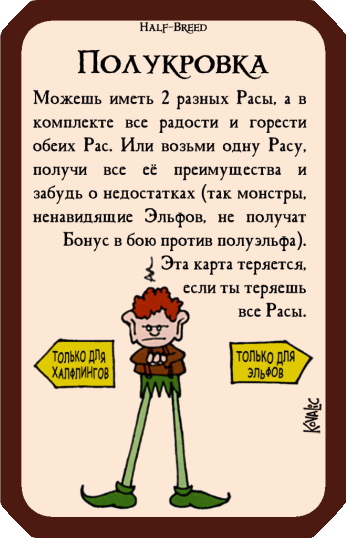 Half-Breed
Полукровка
Можешь иметь 2 разных Расы, а в
комплекте все радости и горести
обеих Рас. Или возьми одну Расу,
получи все её преимущества и
забудь о недостатках (так монстры,
ненавидящие Эльфов, не получат
Бонус в бою против полуэльфа).
Эта карта теряется,
если ты теряешь
все Расы.
ТОЛЬКО ДЛЯ
ХАЛФЛИНГОВ
ТОЛЬКО ДЛЯ
ЭЛЬФОВ
Kovalic